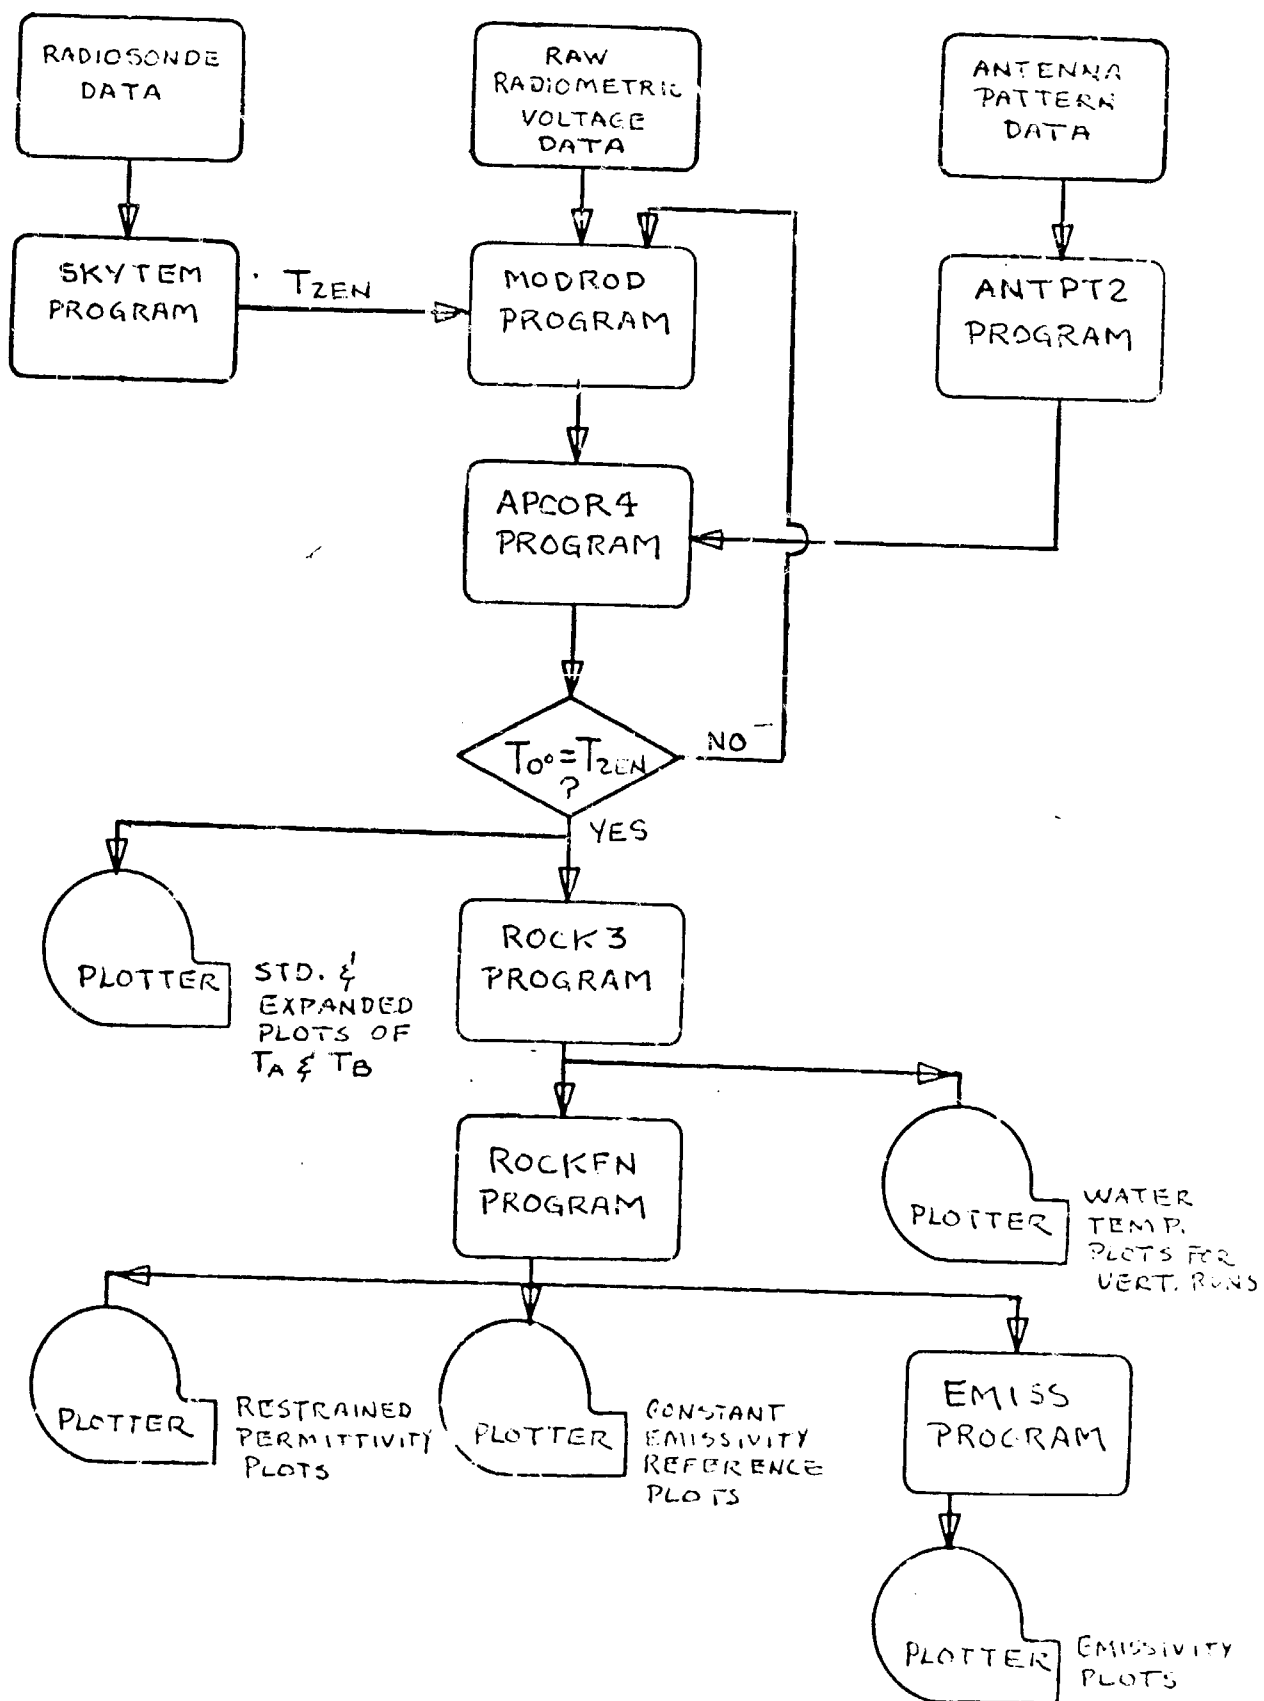 RADIOSONDE
DATA
RAW
RADIOMETRIC
VOLTAGE
DATA
ANTENNA
PATTERN
DATA
SKYTEM
PROGRAM
TZEN
MODROD
PROGRAM
ANTPT2
PROGRAM
APCOR4
PROGRAM
T0°=TZEN
?
NO
YES
PLOTTER
STD. &
EXPANDED
PLOTS OF
TA & TB
ROCK3
PROGRAM
ROCKFN
PROGRAM
PLOTTER
WATER
TEMP.
PLOTS FOR
VERT. RUNS
PLOTTER
RESTRAINED
PERMITTIVITY
PLOTS
PLOTTER
CONSTANT
EMISSIVITY
REFERENCE
PLOTS
EMISS
PROGRAM
PLOTTER
EMISSIVITY
PLOTS